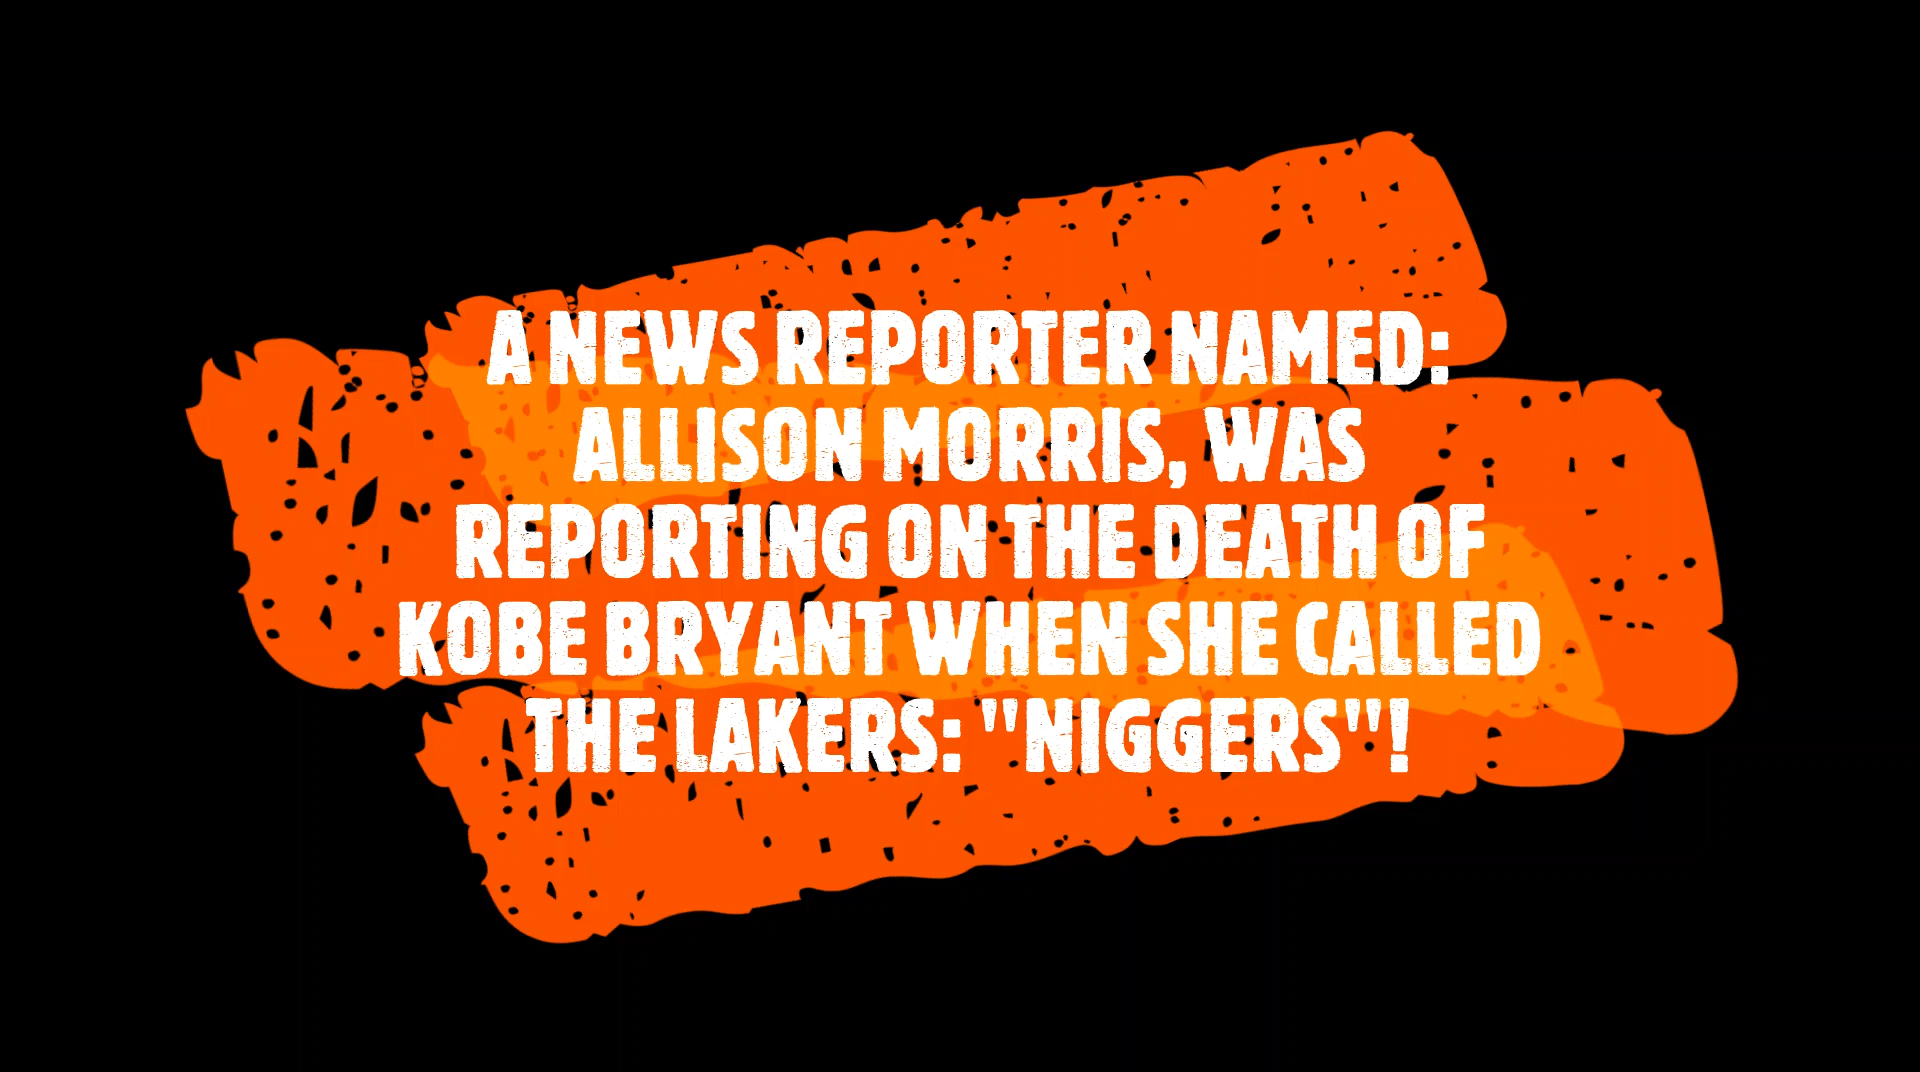 A NEWS REPORTER NAMED:
ALLISON MORRIS, WAS
REPORTING ON THE DEATH OF
KOBE BRYANT WHEN SHE CALLED
THE LAKERS: "NIGGERS"!